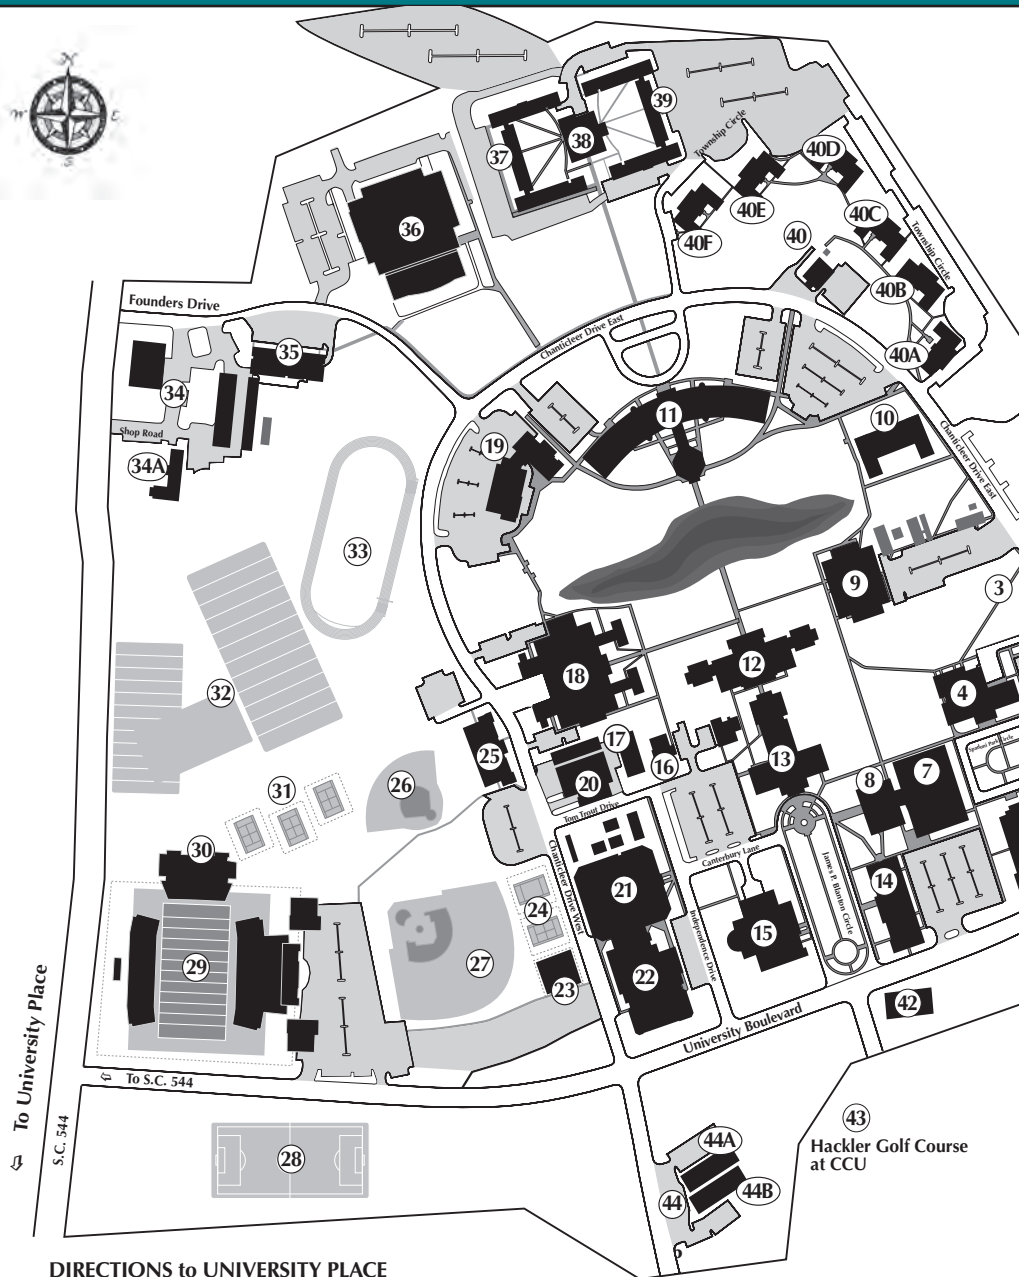 N
W
E
S
39
38
37
Township Circle
40D
40E
40C
36
40F
40
Township Circle
40B
Founders Drive
Chanticleer Drive East
35
40A
34
11
10
Shop Road
19
Chanticleer Drive East
34A
33
9
3
12
18
4
32
17
25
16
13
8
7
Spadoni Park Circle
26
20
31
Tom Trout Drive
30
Chanticleer Drive West
Canterbury Lane
James P. Blanton Circle
14
21
24
Independence Drive
15
29
27
22
23
42
University Boulevard
To University Place
To S.C. 544
S.C. 544
43
Hackler Golf Course
at CCU
44A
28
44B
44
DIRECTIONS to UNIVERSITY PLACE